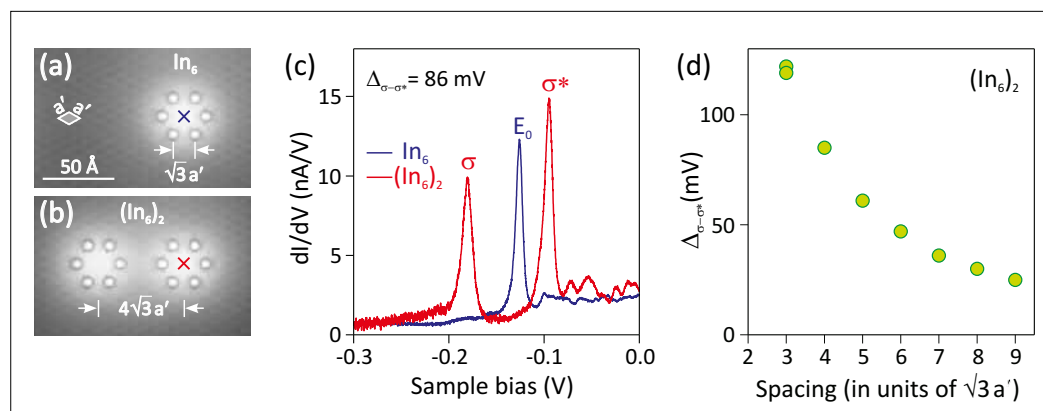 (a)
In₆
a′ a′
50 Å
√3 a′
(b)
(In₆)₂
4√3 a′
(c)
Δσ−σ* = 86 mV
σ*
E₀
σ
In₆
(In₆)₂
dI/dV (nA/V)
15
10
5
0
-0.3 -0.2 -0.1 0.0
Sample bias (V)
(d)
(In₆)₂
Δσ−σ* (mV)
100
50
0
2 3 4 5 6 7 8 9
Spacing (in units of √3 a′)